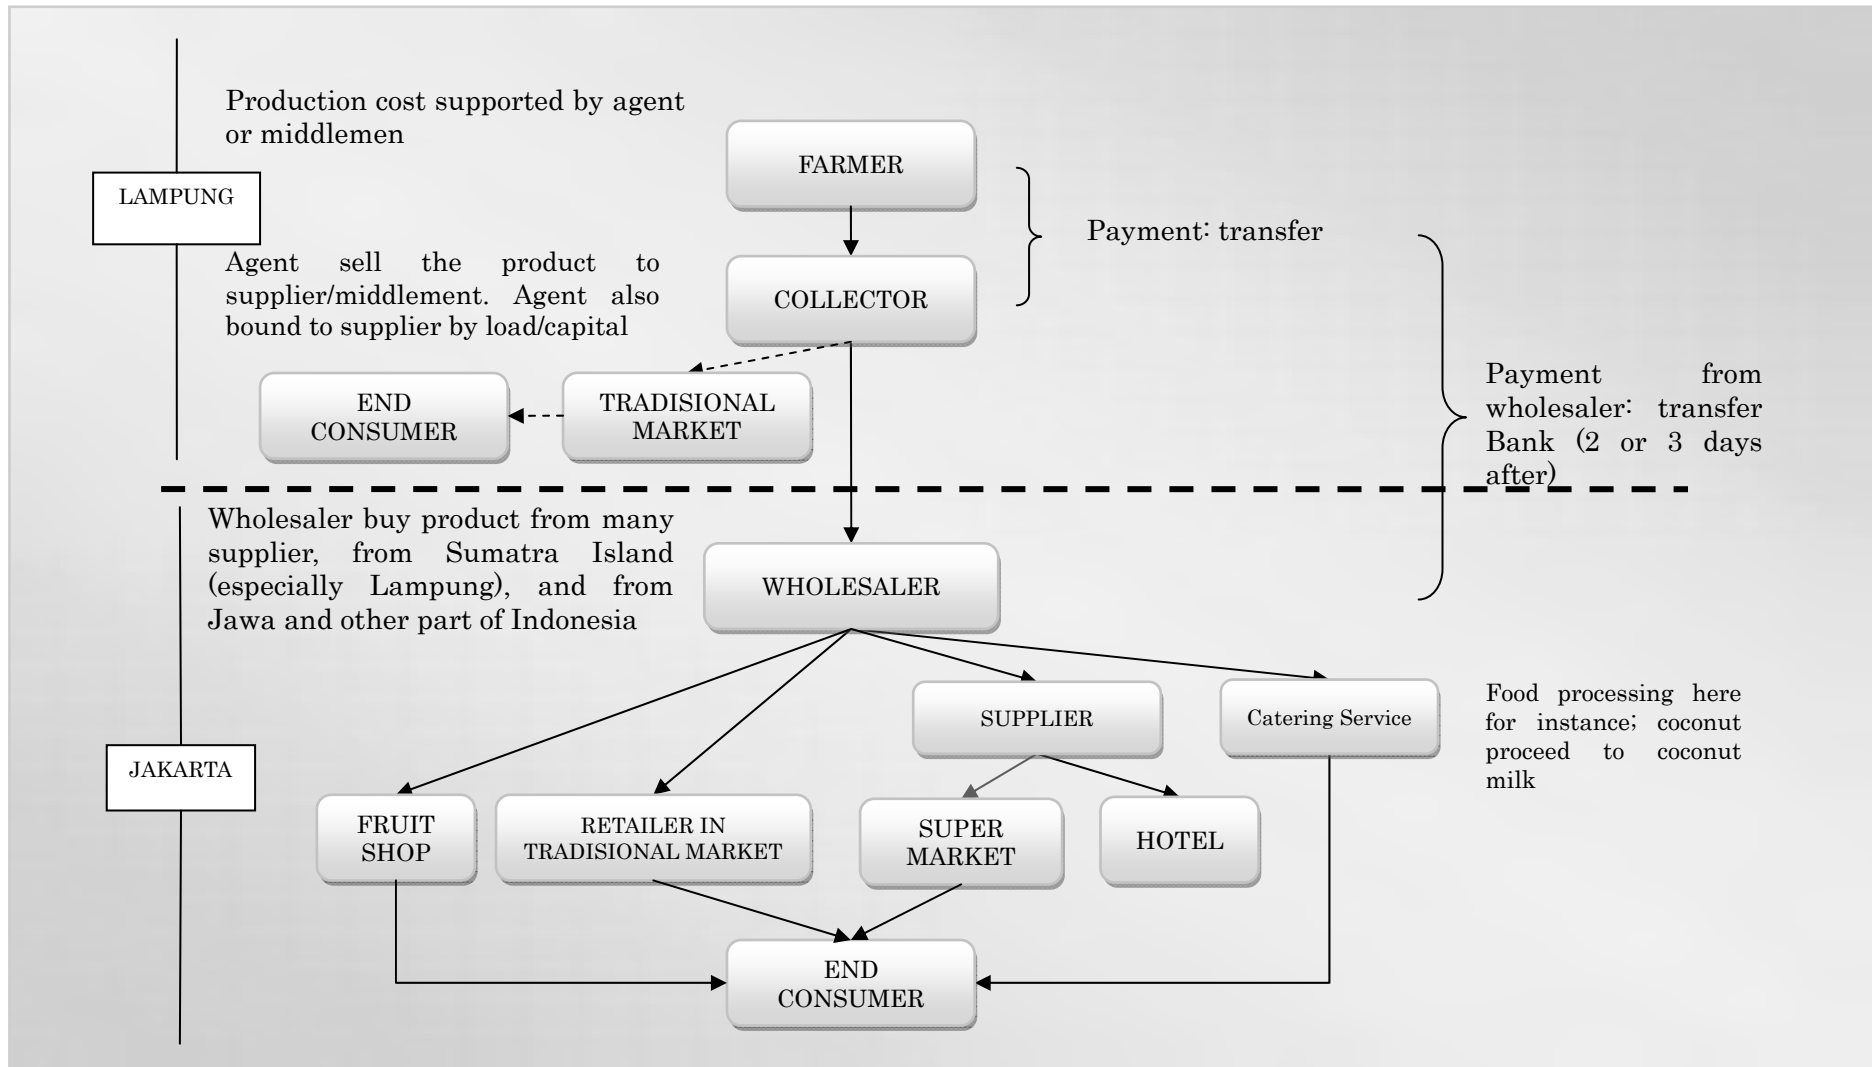 Production cost supported by agent
or middlemen
FARMER
LAMPUNG
Payment: transfer
Agent sell the product to
supplier/middlement. Agent also
bound to supplier by load/capital
COLLECTOR
END
CONSUMER
TRADISIONAL
MARKET
Payment from
wholesaler: transfer
Bank (2 or 3 days
after)
Wholesaler buy product from many
supplier, from Sumatra Island
(especially Lampung), and from
Jawa and other part of Indonesia
WHOLESALER
SUPPLIER
Catering Service
Food processing here
for instance; coconut
proceed to coconut
milk
JAKARTA
FRUIT
SHOP
RETAILER IN
TRADISIONAL MARKET
SUPER
MARKET
HOTEL
END
CONSUMER